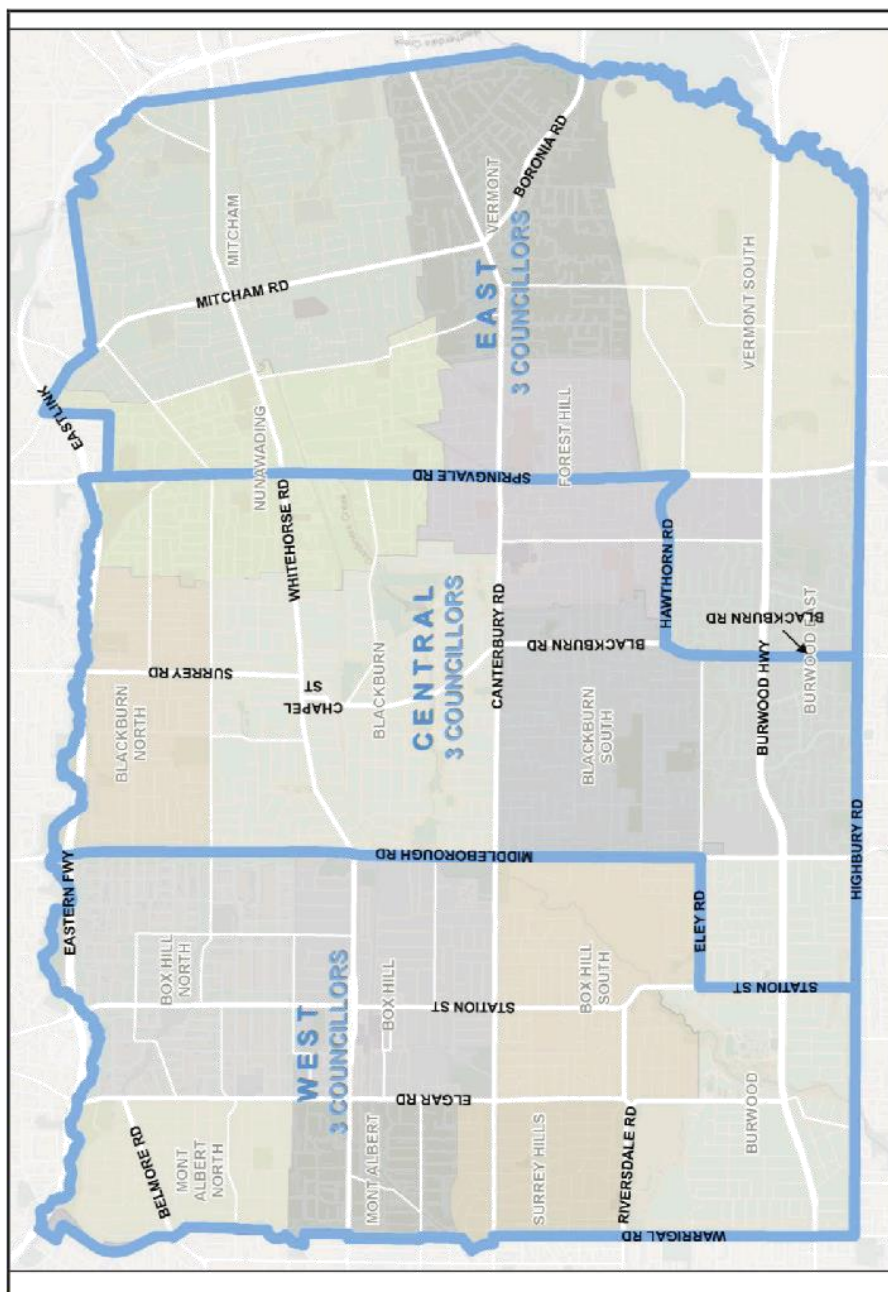 EASTERN FWY
EASTLINK
BELMORE RD
MONT
ALBERT
NORTH
BOX HILL
NORTH
BLACKBURN
NORTH
SURREY RD
NUNAWADING
MITCHAM RD
MITCHAM
WHITEHORSE RD
CHAPEL
ST
WEST
3 COUNCILLORS
MONT ALBERT
BOX HILL
BLACKBURN
CENTRAL
3 COUNCILLORS
EAST
3 COUNCILLORS
VERMONT
BORONIA RD
ELGAR RD
STATION ST
MIDDLEBOROUGH RD
CANTERBURY RD
SPRINGVALE RD
SURREY HILLS
BOX HILL
SOUTH
BLACKBURN
SOUTH
BLACKBURN RD
FOREST HILL
RIVERSDALE RD
ELEY RD
HAWTHORN RD
WARRIGAL RD
BURWOOD
STATION ST
BURWOOD HWY
BLACKBURN RD
BURWOOD EAST
VERMONT SOUTH
HIGHBURY RD